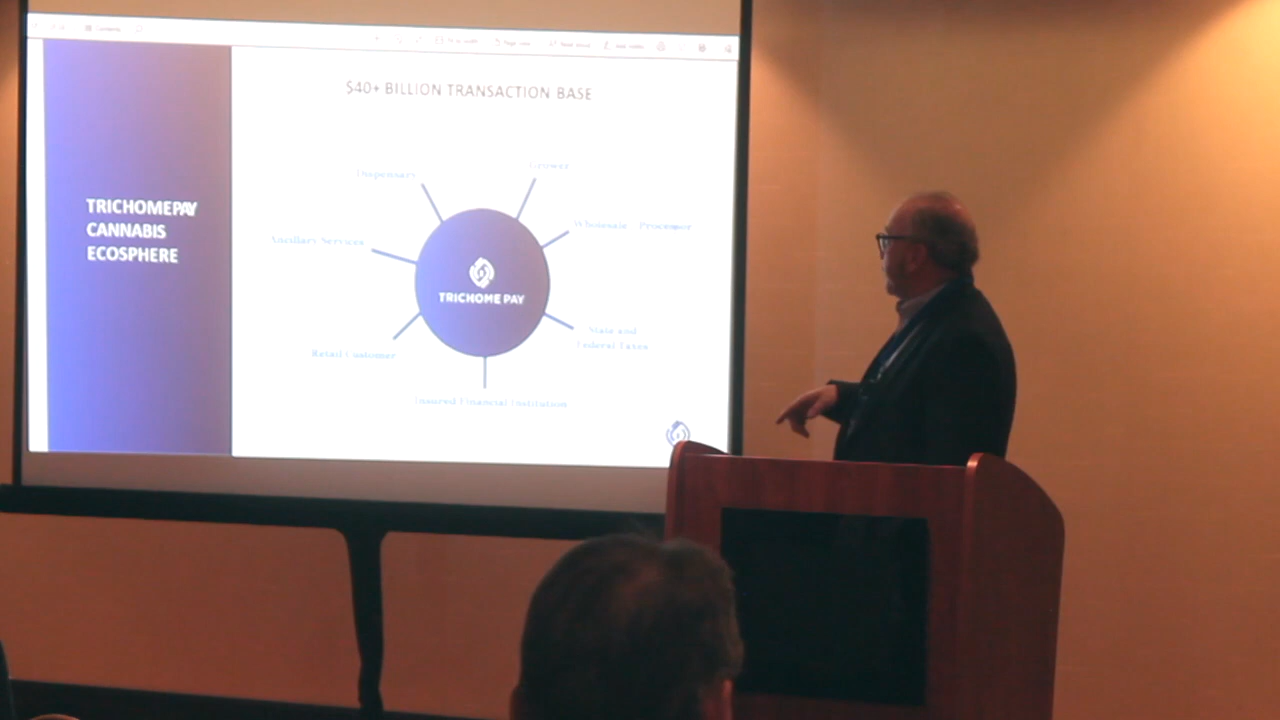 Contents
$40+ BILLION TRANSACTION BASE
TRICHOMEPAY
CANNABIS
ECOSPHERE
Dispensary
Grower
Wholesale Processor
Ancillary Services
TRICHOME PAY
State and
Federal Taxes
Retail Customer
Insured Financial Institution